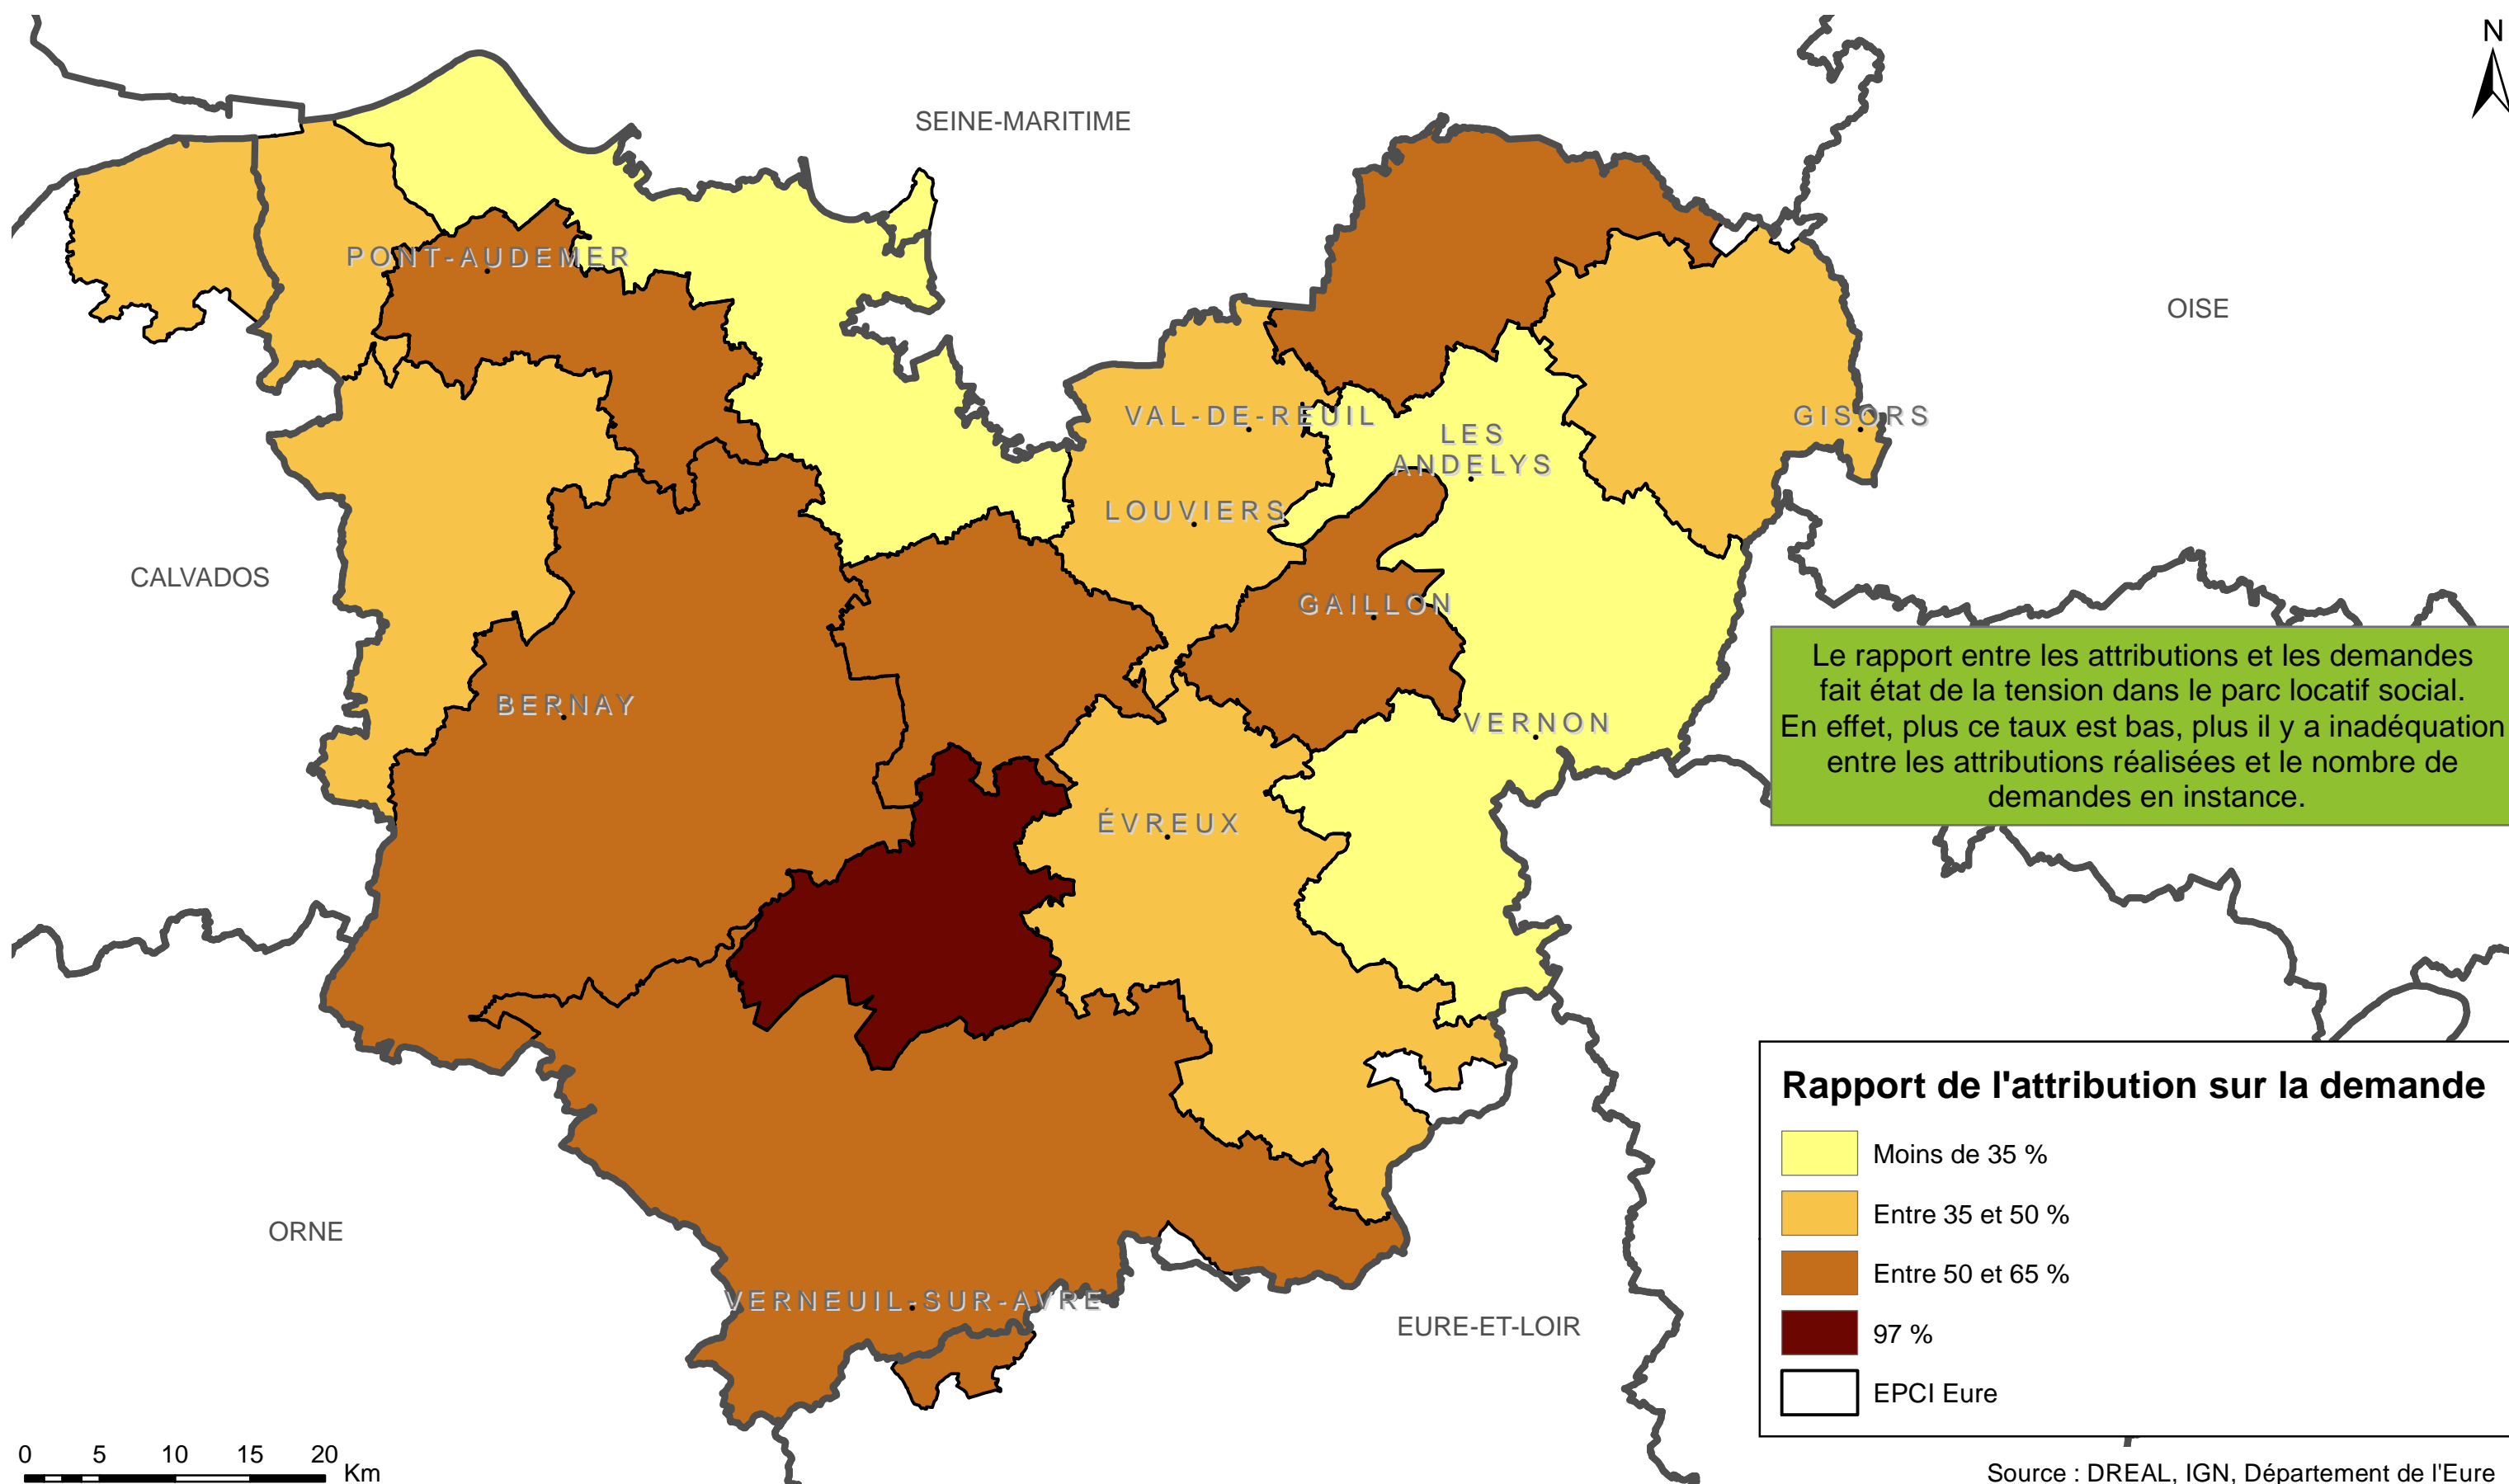 N
SEINE-MARITIME
OISE
PONT-AUDEMER
VAL-DE-REUIL
GISORS
LES
ANDELYS
LOUVIERS
CALVADOS
GAILLON
BERNAY
VERNON
Le rapport entre les attributions et les demandes
fait état de la tension dans le parc locatif social.
En effet, plus ce taux est bas, plus il y a inadéquation
entre les attributions réalisées et le nombre de
demandes en instance.
ÉVREUX
ORNE
VERNEUIL-SUR-AVRE
EURE-ET-LOIR
Rapport de l'attribution sur la demande
Moins de 35 %
Entre 35 et 50 %
Entre 50 et 65 %
97 %
EPCI Eure
0 5 10 15 20
Km
Source : DREAL, IGN, Département de l'Eure